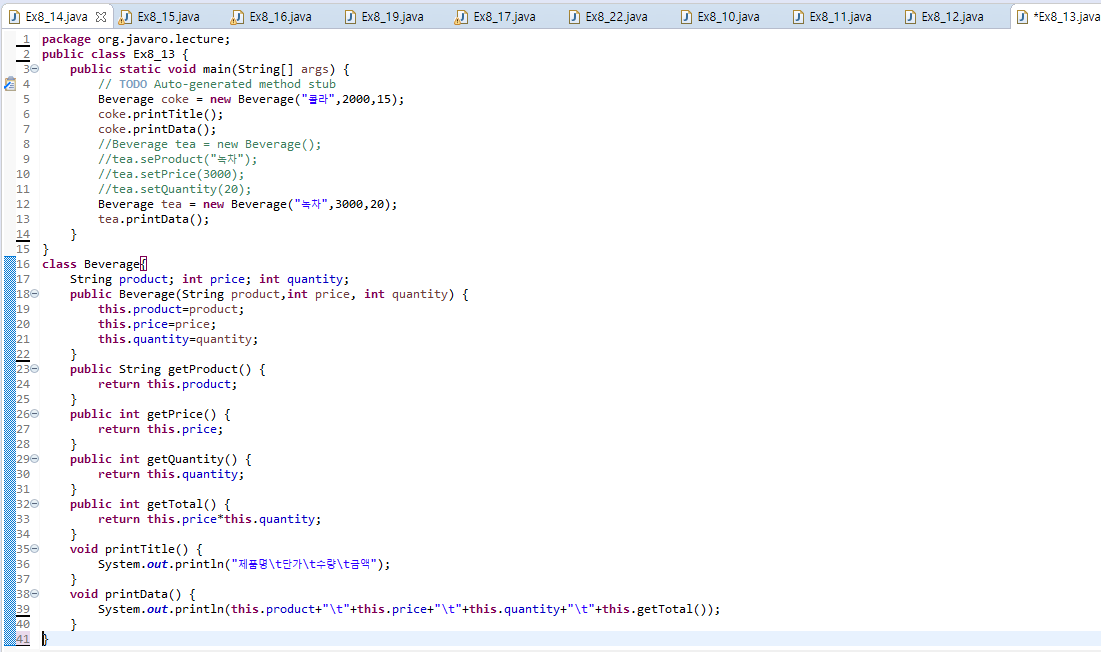 Ex8_14.java Ex8_15.java Ex8_16.java Ex8_19.java Ex8_17.java Ex8_22.java Ex8_10.java Ex8_11.java Ex8_12.java *Ex8_13.java
1 package org.javaro.lecture;
2 public class Ex8_13 {
3 public static void main(String[] args) {
4 // TODO Auto-generated method stub
5 Beverage coke = new Beverage("콜라",2000,15);
6 coke.printTitle();
7 coke.printData();
8 //Beverage tea = new Beverage();
9 //tea.seProduct("녹차");
10 //tea.setPrice(3000);
11 //tea.setQuantity(20);
12 Beverage tea = new Beverage("녹차",3000,20);
13 tea.printData();
14 }
15 }
16 class Beverage{
17 String product; int price; int quantity;
18 public Beverage(String product,int price, int quantity) {
19 this.product=product;
20 this.price=price;
21 this.quantity=quantity;
22 }
23 public String getProduct() {
24 return this.product;
25 }
26 public int getPrice() {
27 return this.price;
28 }
29 public int getQuantity() {
30 return this.quantity;
31 }
32 public int getTotal() {
33 return this.price*this.quantity;
34 }
35 void printTitle() {
36 System.out.println("제품명\t단가\t수량\t금액");
37 }
38 void printData() {
39 System.out.println(this.product+"\t"+this.price+"\t"+this.quantity+"\t"+this.getTotal());
40 }
41 }